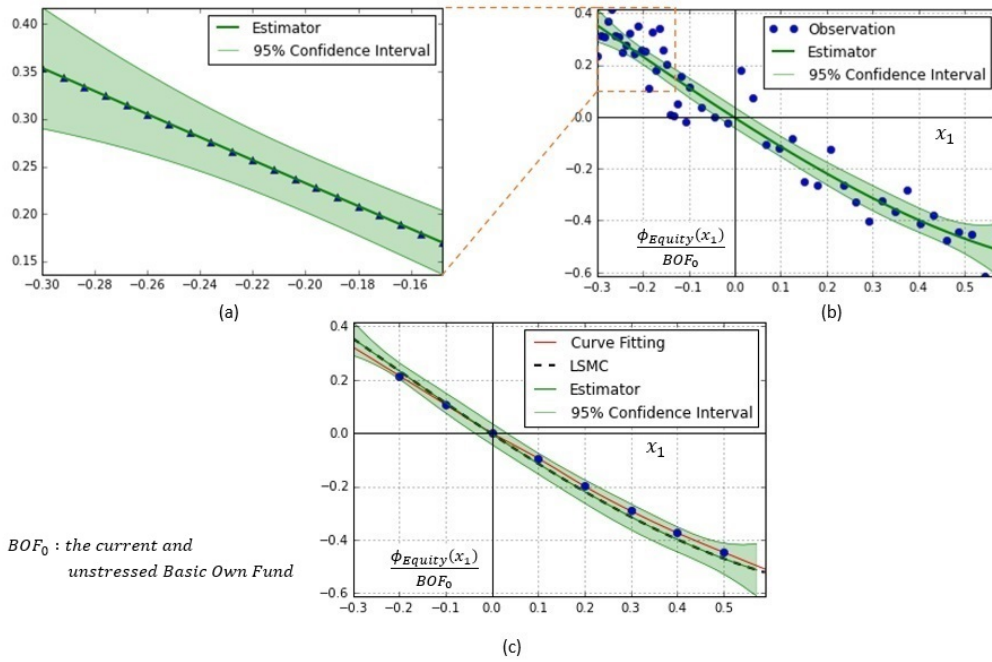 0.40
0.35
0.30
0.25
0.20
0.15
Estimator
95% Confidence Interval
−0.30 −0.28 −0.26 −0.24 −0.22 −0.20 −0.18 −0.16
(a)
0.4
0.2
0.0
−0.2
−0.4
−0.6
Observation
Estimator
95% Confidence Interval
x₁
ϕ_Equity(x₁)
BOF₀
−0.3 −0.2 −0.1 0.0 0.1 0.2 0.3 0.4 0.5
(b)
0.4
0.2
0.0
−0.2
−0.4
−0.6
Curve Fitting
LSMC
Estimator
95% Confidence Interval
x₁
ϕ_Equity(x₁)
BOF₀
−0.3 −0.2 −0.1 0.0 0.1 0.2 0.3 0.4 0.5
(c)
BOF₀ : the current and
unstressed Basic Own Fund